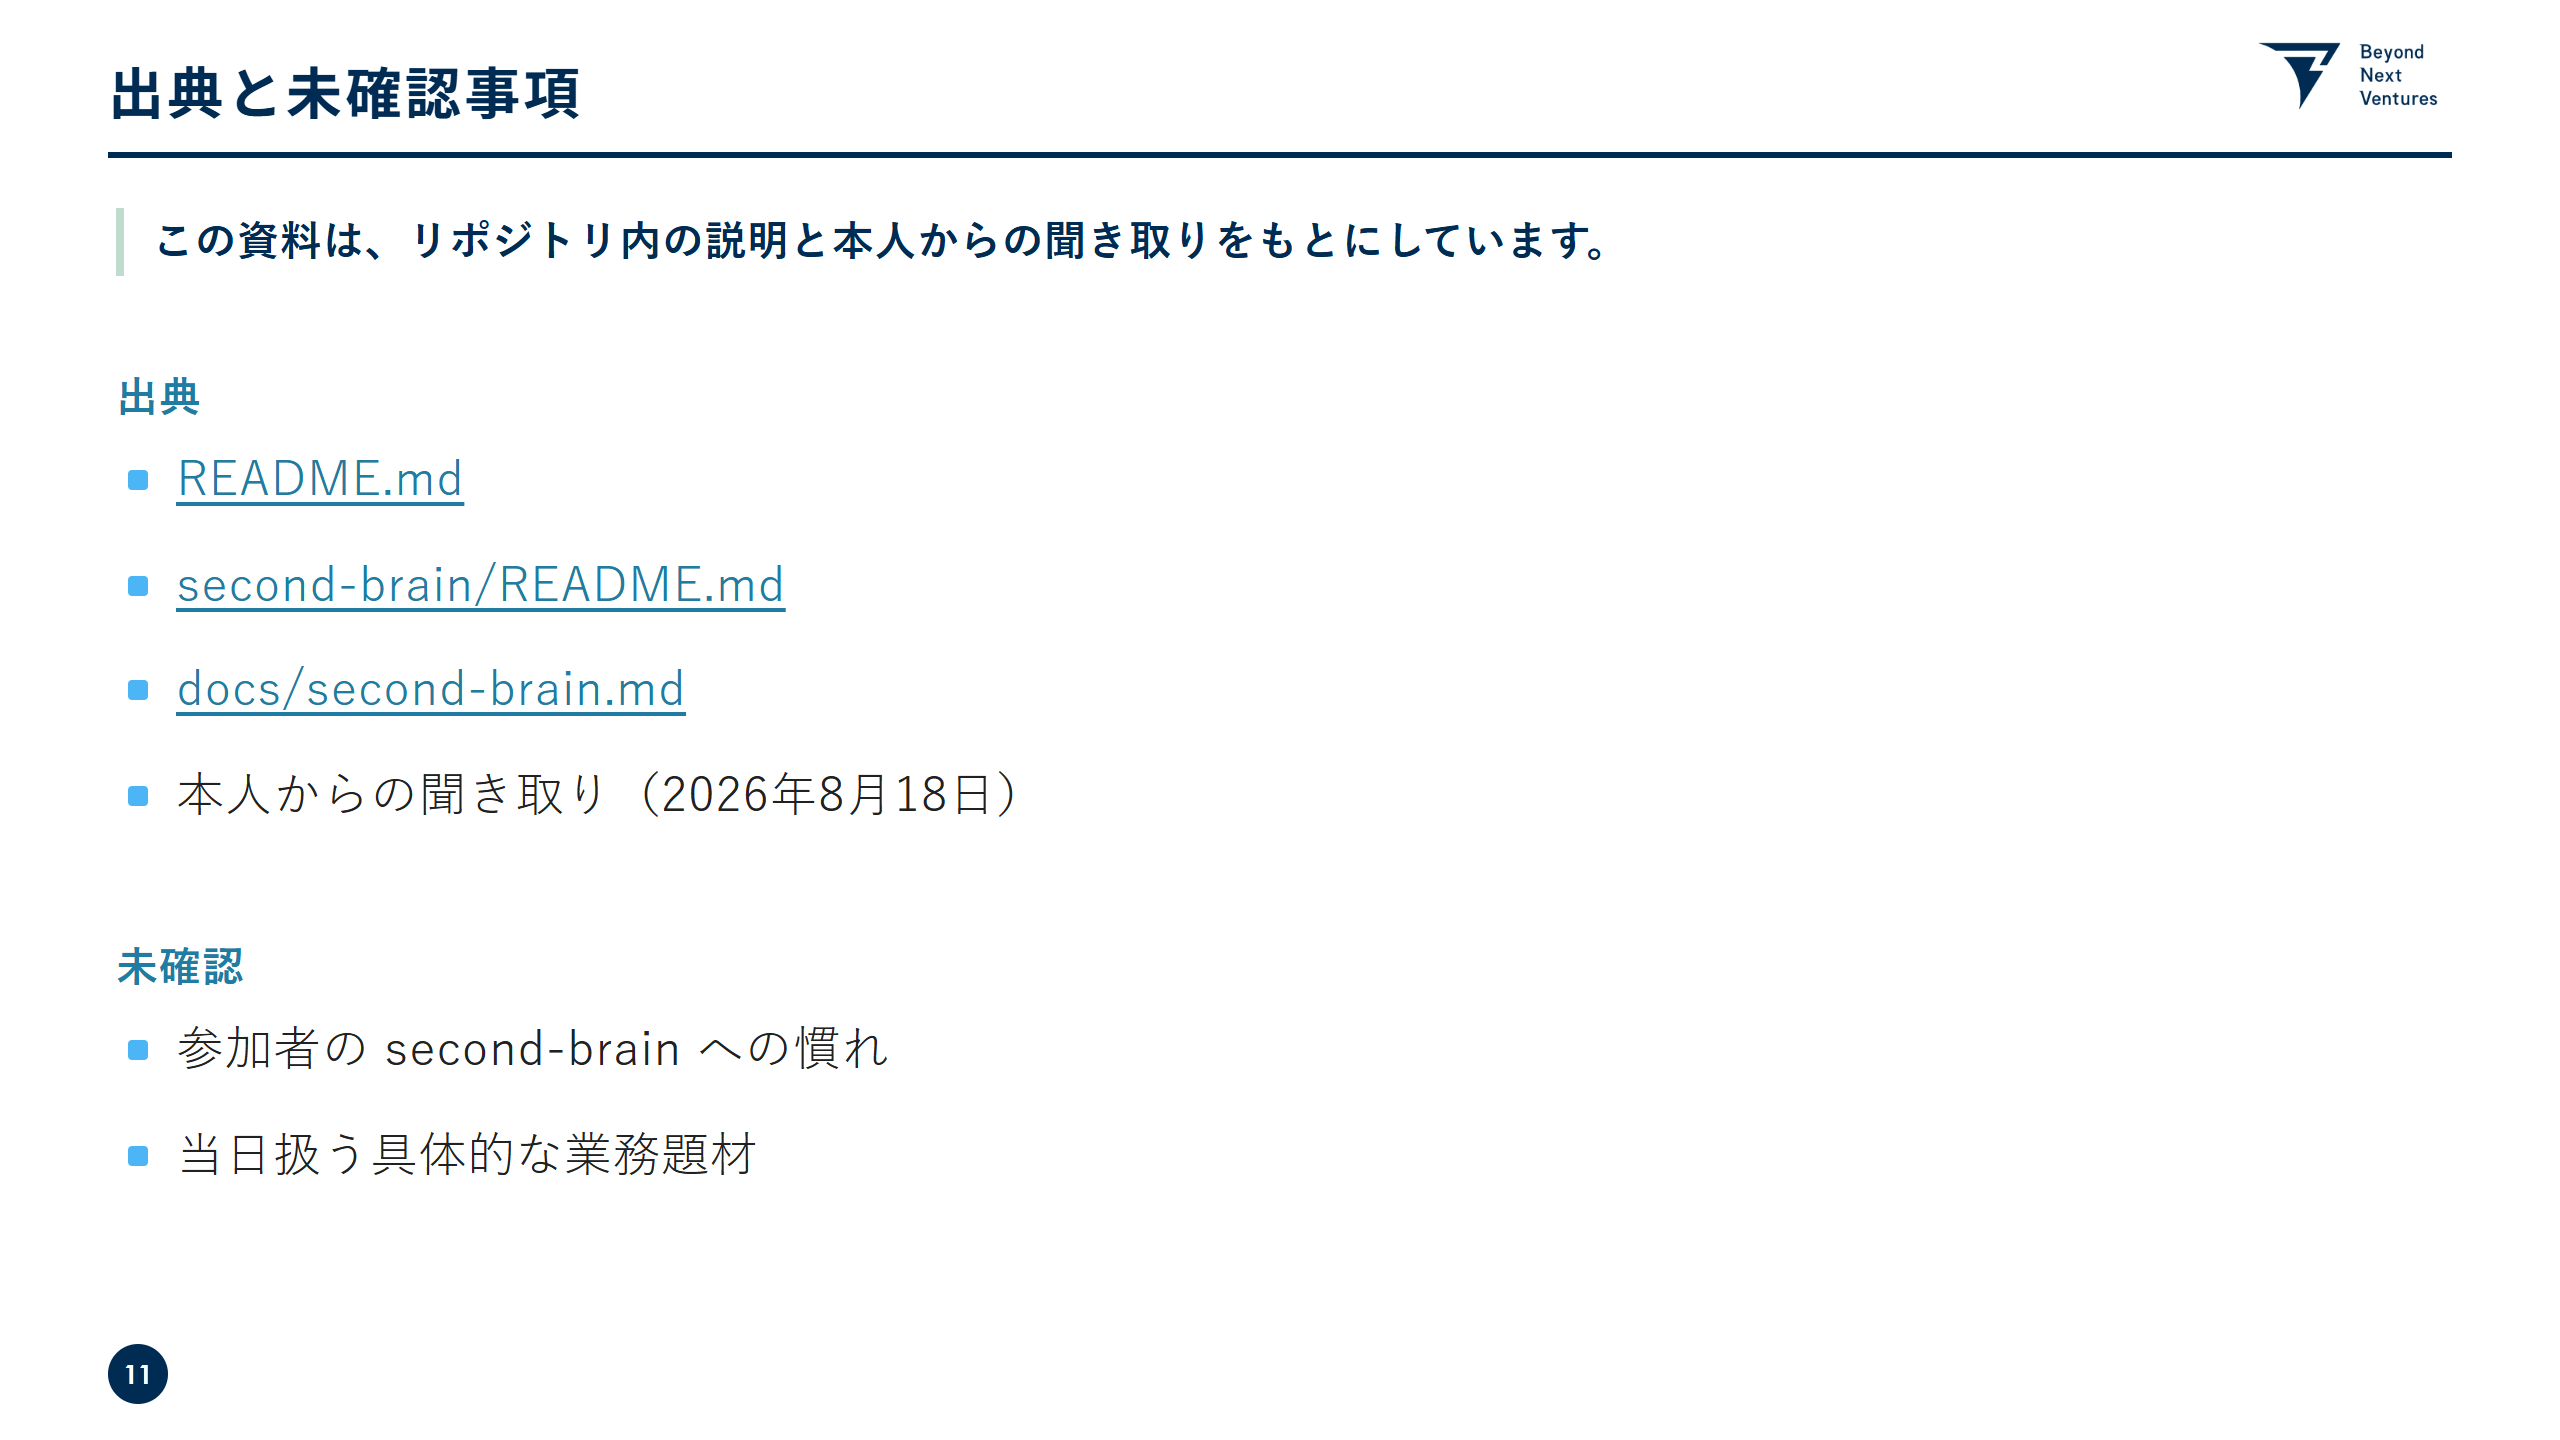 出典と未確認事項
Beyond
Next
Ventures
この資料は、リポジトリ内の説明と本人からの聞き取りをもとにしています。
出典
README.md
second-brain/README.md
docs/second-brain.md
本人からの聞き取り（2026年8月18日）
未確認
参加者の second-brain への慣れ
当日扱う具体的な業務題材
11